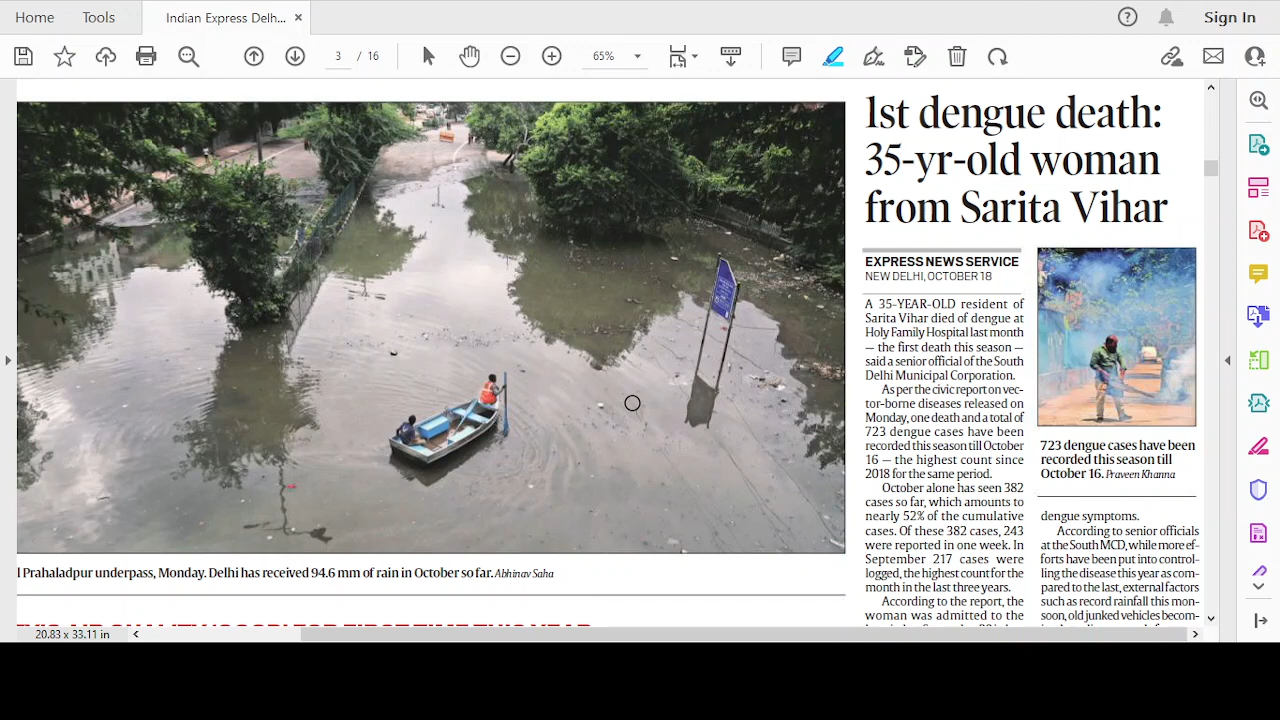 Home
Tools
Indian Express Delh... ×
Sign In
3 / 16
65%
1st dengue death:
35-yr-old woman
from Sarita Vihar
EXPRESS NEWS SERVICE
NEW DELHI, OCTOBER 18
A 35-YEAR-OLD resident of
Sarita Vihar died of dengue at
Holy Family Hospital last month
— the first death this season —
said a senior official of the South
Delhi Municipal Corporation.
As per the civic report on vec-
tor-borne diseases released on
Monday, one death and a total of
723 dengue cases have been
recorded this season till October
16 — the highest count since
2018 for the same period.
October alone has seen 382
cases so far, which amounts to
nearly 52% of the cumulative
cases. Of these 382 cases, 243
were reported in one week. In
September 217 cases were
logged, the highest count for the
month in the last three years.
According to the report, the
woman was admitted to the
723 dengue cases have been
recorded this season till
October 16. Praveen Khanna
dengue symptoms.
According to senior officials
at the South MCD, while more ef-
forts have been put into control-
ling the disease this year as com-
pared to the last, external factors
such as record rainfall this mon-
soon, old junked vehicles becom-
l Prahaladpur underpass, Monday. Delhi has received 94.6 mm of rain in October so far. Abhinav Saha
20.83 x 33.11 in